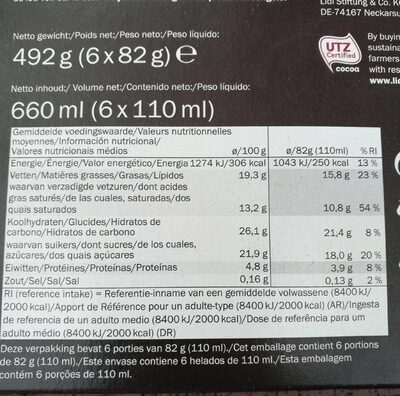 Lidl Stiftung & Co. K
DE-74167 Neckarsu
Netto gewicht:/Poids net:/Peso neto:/Peso líquido:
492 g (6 x 82 g) ℮
UTZ
Certified
cacoa
By buyin
sustaina
farmers
with res
www.lic
Netto inhoud:/ Volume net:/Contenido neto:/Peso líquido:
660 ml (6 x 110 ml)
Gemiddelde voedingswaarde/Valeurs nutritionnelles
moyennes/Información nutricional/
Valores nutricionais médios ø/100 g ø/82g (110ml) % RI
Energie/Énergie/Valor energético/Energia 1274 kJ/306 kcal 1043 kJ/250 kcal 13 %
Vetten/Matières grasses/Grasas/Lípidos 19,3 g 15,8 g 23 %
waarvan verzadigde vetzuren/dont acides
gras saturés/de las cuales, saturadas/dos
quais saturados 13,2 g 10,8 g 54 %
Koolhydraten/Glucides/Hidratos de
carbono/Hidratos de carbono 26,1 g 21,4 g 8 %
waarvan suikers/dont sucres/de los cuales,
azúcares/dos quais açúcares 21,9 g 18,0 g 20 %
Eiwitten/Protéines/Proteínas/Proteínas 4,8 g 3,9 g 8 %
Zout/Sel/Sal/Sal 0,16 g 0,13 g 2 %
RI (reference intake) = Referentie-inname van een gemiddelde volwassene (8400 kJ/
2000 kcal)/Apport de Référence pour un adulte-type (8400 kJ/2000 kcal) (AR)/Ingesta
de referencia de un adulto medio (8400 kJ/2000 kcal)/Dose de referência para um
adulto médio (8400 kJ/2000 kcal) (DR)
Deze verpakking bevat 6 porties van 82 g (110 ml)./Cet emballage contient 6 portions
de 82 g (110 ml)./Este envase contiene 6 helados de 110 ml./Esta embalagem
contém 6 porções de 110 ml.